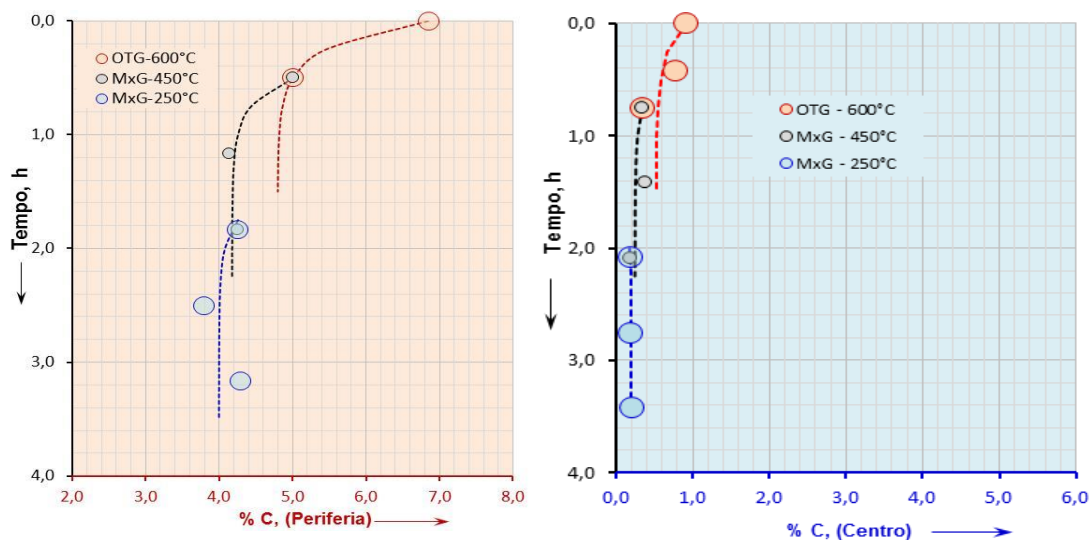 0,0
1,0
2,0
3,0
4,0
Tempo, h
OTG-600°C
MxG-450°C
MxG-250°C
2,0 3,0 4,0 5,0 6,0 7,0 8,0
% C, (Periferia)
0,0
1,0
2,0
3,0
4,0
Tempo, h
OTG - 600°C
MxG - 450°C
MxG - 250°C
0,0 1,0 2,0 3,0 4,0 5,0 6,0
% C, (Centro)